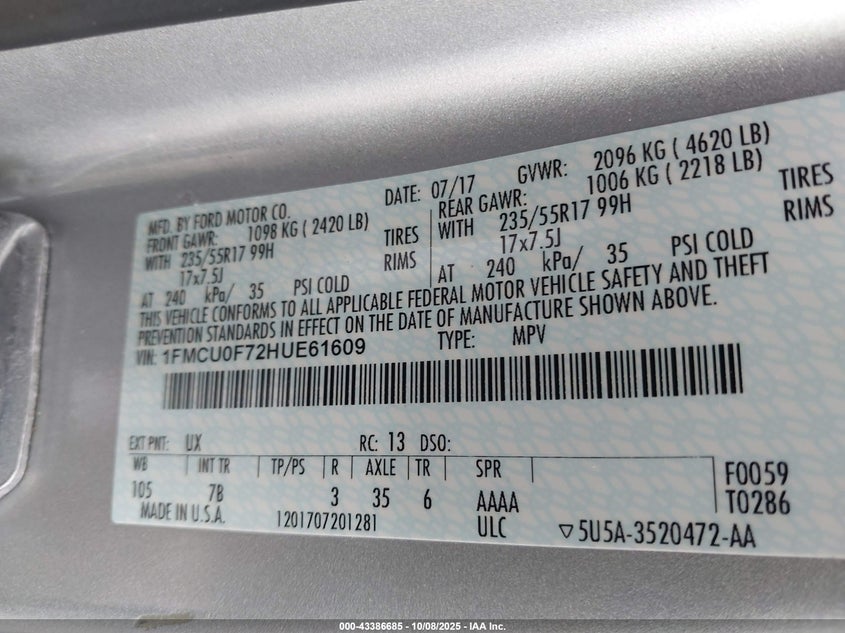 MFD. BY FORD MOTOR CO.
DATE: 07/17
GVWR: 2096 KG ( 4620 LB)
FRONT GAWR: 1098 KG ( 2420 LB)
REAR GAWR: 1006 KG ( 2218 LB)
WITH 235/55R17 99H TIRES
WITH 235/55R17 99H TIRES
17x7.5J RIMS
17x7.5J RIMS
AT 240 kPa/ 35 PSI COLD
AT 240 kPa/ 35 PSI COLD
THIS VEHICLE CONFORMS TO ALL APPLICABLE FEDERAL MOTOR VEHICLE SAFETY AND THEFT
PREVENTION STANDARDS IN EFFECT ON THE DATE OF MANUFACTURE SHOWN ABOVE.
VIN: 1FMCU0F72HUE61609 TYPE: MPV
EXT PNT: UX RC: 13 DSO:
WB INT TR TP/PS R AXLE TR SPR
105 7B 3 35 6 AAAA
F0059
T0286
MADE IN U.S.A. 1201707201281 ULC ▽5U5A-3520472-AA
000-43386685 - 10/08/2025 - IAA Inc.